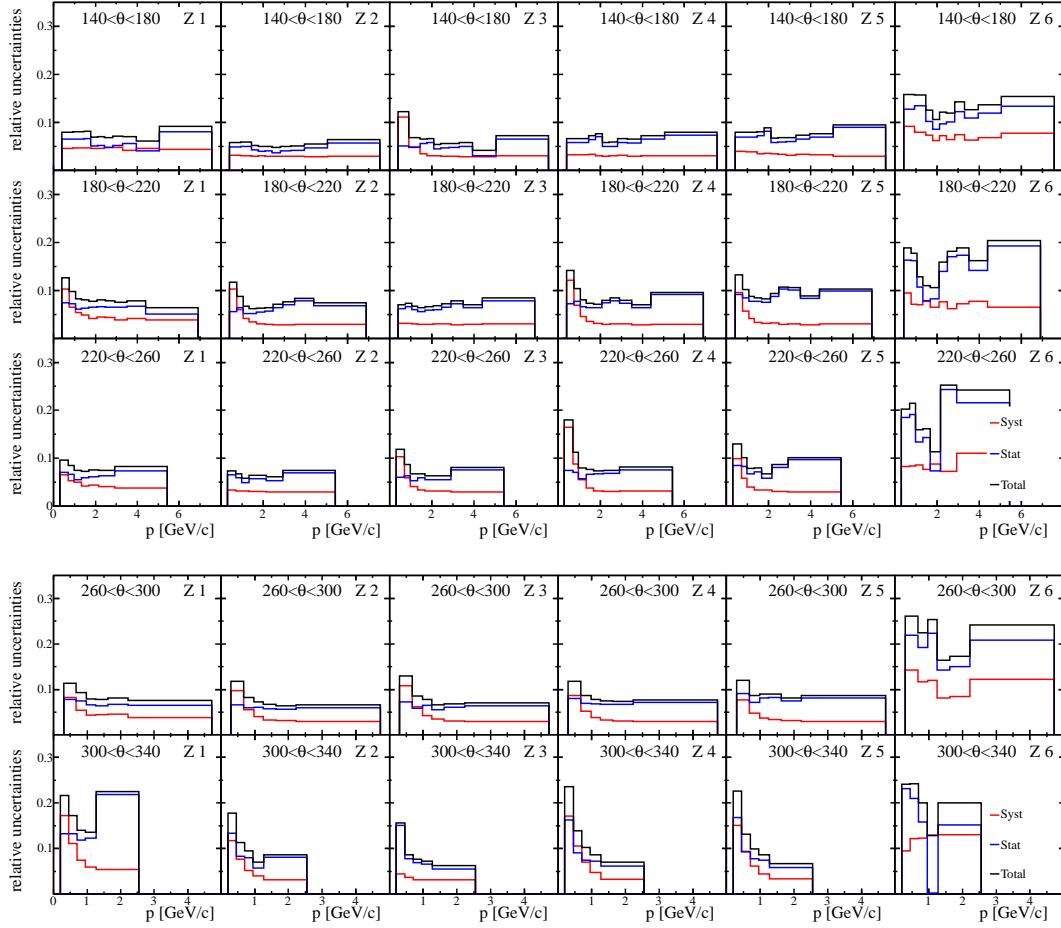 relative uncertainties 0.3 0.2 0.1 140<θ<180 Z 1 140<θ<180 Z 2 140<θ<180 Z 3 140<θ<180 Z 4 140<θ<180 Z 5 140<θ<180 Z 6
relative uncertainties 0.3 0.2 0.1 180<θ<220 Z 1 180<θ<220 Z 2 180<θ<220 Z 3 180<θ<220 Z 4 180<θ<220 Z 5 180<θ<220 Z 6
relative uncertainties 0.3 0.2 0.1 0 220<θ<260 Z 1 220<θ<260 Z 2 220<θ<260 Z 3 220<θ<260 Z 4 220<θ<260 Z 5 220<θ<260 Z 6
Syst
Stat
Total
0 2 4 6 2 4 6 2 4 6 2 4 6 2 4 6 2 4 6
p [GeV/c] p [GeV/c] p [GeV/c] p [GeV/c] p [GeV/c] p [GeV/c]
relative uncertainties 0.3 0.2 0.1 260<θ<300 Z 1 260<θ<300 Z 2 260<θ<300 Z 3 260<θ<300 Z 4 260<θ<300 Z 5 260<θ<300 Z 6
relative uncertainties 0.3 0.2 0.1 0 300<θ<340 Z 1 300<θ<340 Z 2 300<θ<340 Z 3 300<θ<340 Z 4 300<θ<340 Z 5 300<θ<340 Z 6
Syst
Stat
Total
0 1 2 3 4 1 2 3 4 1 2 3 4 1 2 3 4 1 2 3 4 1 2 3 4
p [GeV/c] p [GeV/c] p [GeV/c] p [GeV/c] p [GeV/c] p [GeV/c]